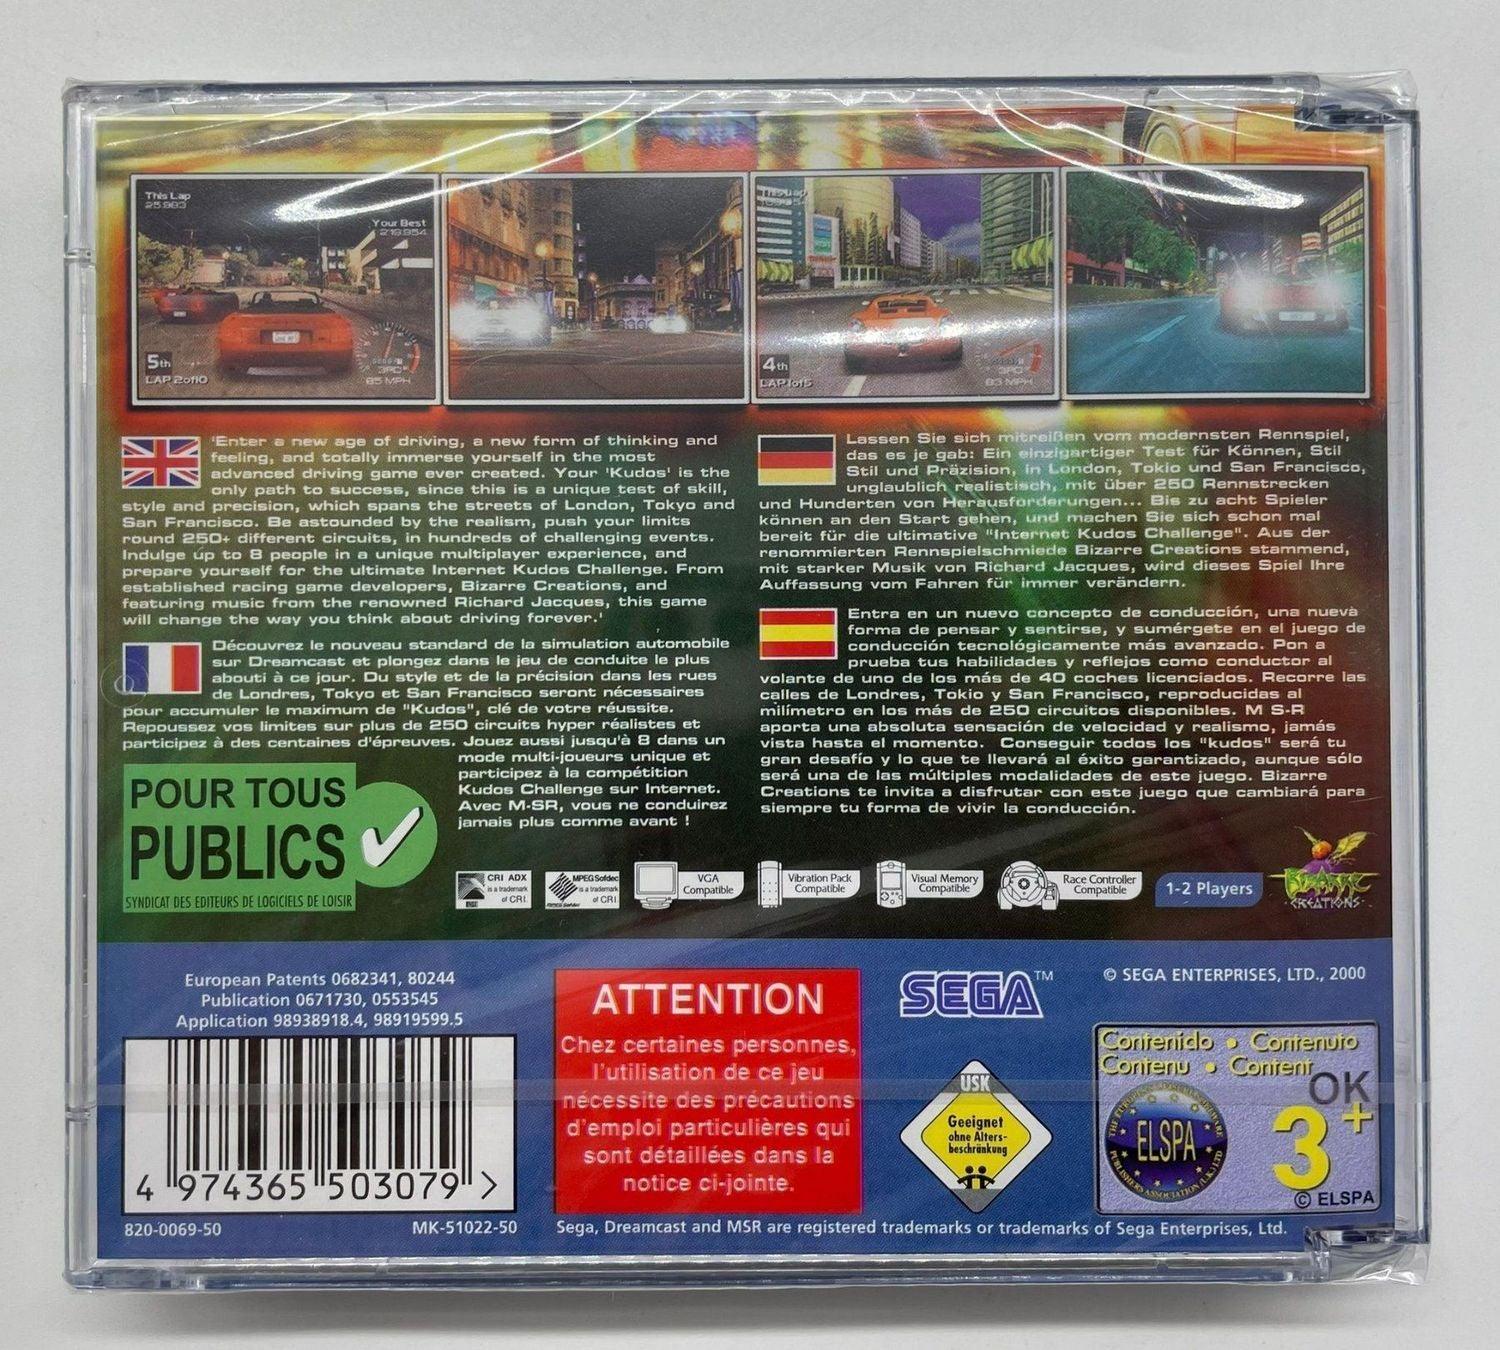 This Lap
25.983
Your Best
2'19.954
5th
LAP 2of10
85 MPH
This Lap
4th
LAP 1of5
83 MPH
'Enter a new age of driving, a new form of thinking and
feeling, and totally immerse yourself in the most
advanced driving game ever created. Your 'Kudos' is the
only path to success, since this is a unique test of skill,
style and precision, which spans the streets of London, Tokyo and
San Francisco. Be astounded by the realism, push your limits
round 250+ different circuits, in hundreds of challenging events.
Indulge up to 8 people in a unique multiplayer experience, and
prepare yourself for the ultimate Internet Kudos Challenge. From
established racing game developers, Bizarre Creations, and
featuring music from the renowned Richard Jacques, this game
will change the way you think about driving forever.'
Découvrez le nouveau standard de la simulation automobile
sur Dreamcast et plongez dans le jeu de conduite le plus
abouti à ce jour. Du style et de la précision dans les rues
de Londres, Tokyo et San Francisco seront nécessaires
pour accumuler le maximum de "Kudos", clé de votre réussite.
Repoussez vos limites sur plus de 250 circuits hyper réalistes et
participez à des centaines d'épreuves. Jouez aussi jusqu'à 8 dans un
mode multi-joueurs unique et
participez à la compétition
Kudos Challenge sur Internet.
Avec M-SR, vous ne conduirez
jamais plus comme avant !
Lassen Sie sich mitreißen vom modernsten Rennspiel,
das es je gab: Ein einzigartiger Test für Können, Stil
Stil und Präzision, in London, Tokio und San Francisco,
unglaublich realistisch, mit über 250 Rennstrecken
und Hunderten von Herausforderungen... Bis zu acht Spieler
können an den Start gehen, und machen Sie sich schon mal
bereit für die ultimative "Internet Kudos Challenge". Aus der
renommierten Rennspielschmiede Bizarre Creations stammend,
mit starker Musik von Richard Jacques, wird dieses Spiel Ihre
Auffassung vom Fahren für immer verändern.
Entra en un nuevo concepto de conducción, una nueva
forma de pensar y sentirse, y sumérgete en el juego de
conducción tecnológicamente más avanzado. Pon a
prueba tus habilidades y reflejos como conductor al
volante de uno de los más de 40 coches licenciados. Recorre las
calles de Londres, Tokio y San Francisco, reproducidas al
milímetro en los más de 250 circuitos disponibles. M S-R
aporta una absoluta sensación de velocidad y realismo, jamás
vista hasta el momento. Conseguir todos los "kudos" será tu
gran desafío y lo que te llevará al éxito garantizado, aunque sólo
será una de las múltiples modalidades de este juego. Bizarre
Creations te invita a disfrutar con este juego que cambiará para
siempre tu forma de vivir la conducción.
POUR TOUS
PUBLICS
SYNDICAT DES EDITEURS DE LOGICIELS DE LOISIR
CRI ADX
is a trademark
of CRI.
MPEG Sofdec
is a trademark
of CRI.
VGA
Compatible
Vibration Pack
Compatible
Visual Memory
Compatible
Race Controller
Compatible
1-2 Players
BIZARRE
CREATIONS
European Patents 0682341, 80244
Publication 0671730, 0553545
Application 98938918.4, 98919599.5
4 974365 503079 >
820-0069-50
MK-51022-50
ATTENTION
Chez certaines personnes,
l'utilisation de ce jeu
nécessite des précautions
d'emploi particulières qui
sont détaillées dans la
notice ci-jointe.
SEGA™
© SEGA ENTERPRISES, LTD., 2000
USK
Geeignet
ohne Alters-
beschränkung
Contenido • Contenuto
Contenu • Content
OK
3+
ELSPA
© ELSPA
Sega, Dreamcast and MSR are registered trademarks or trademarks of Sega Enterprises, Ltd.